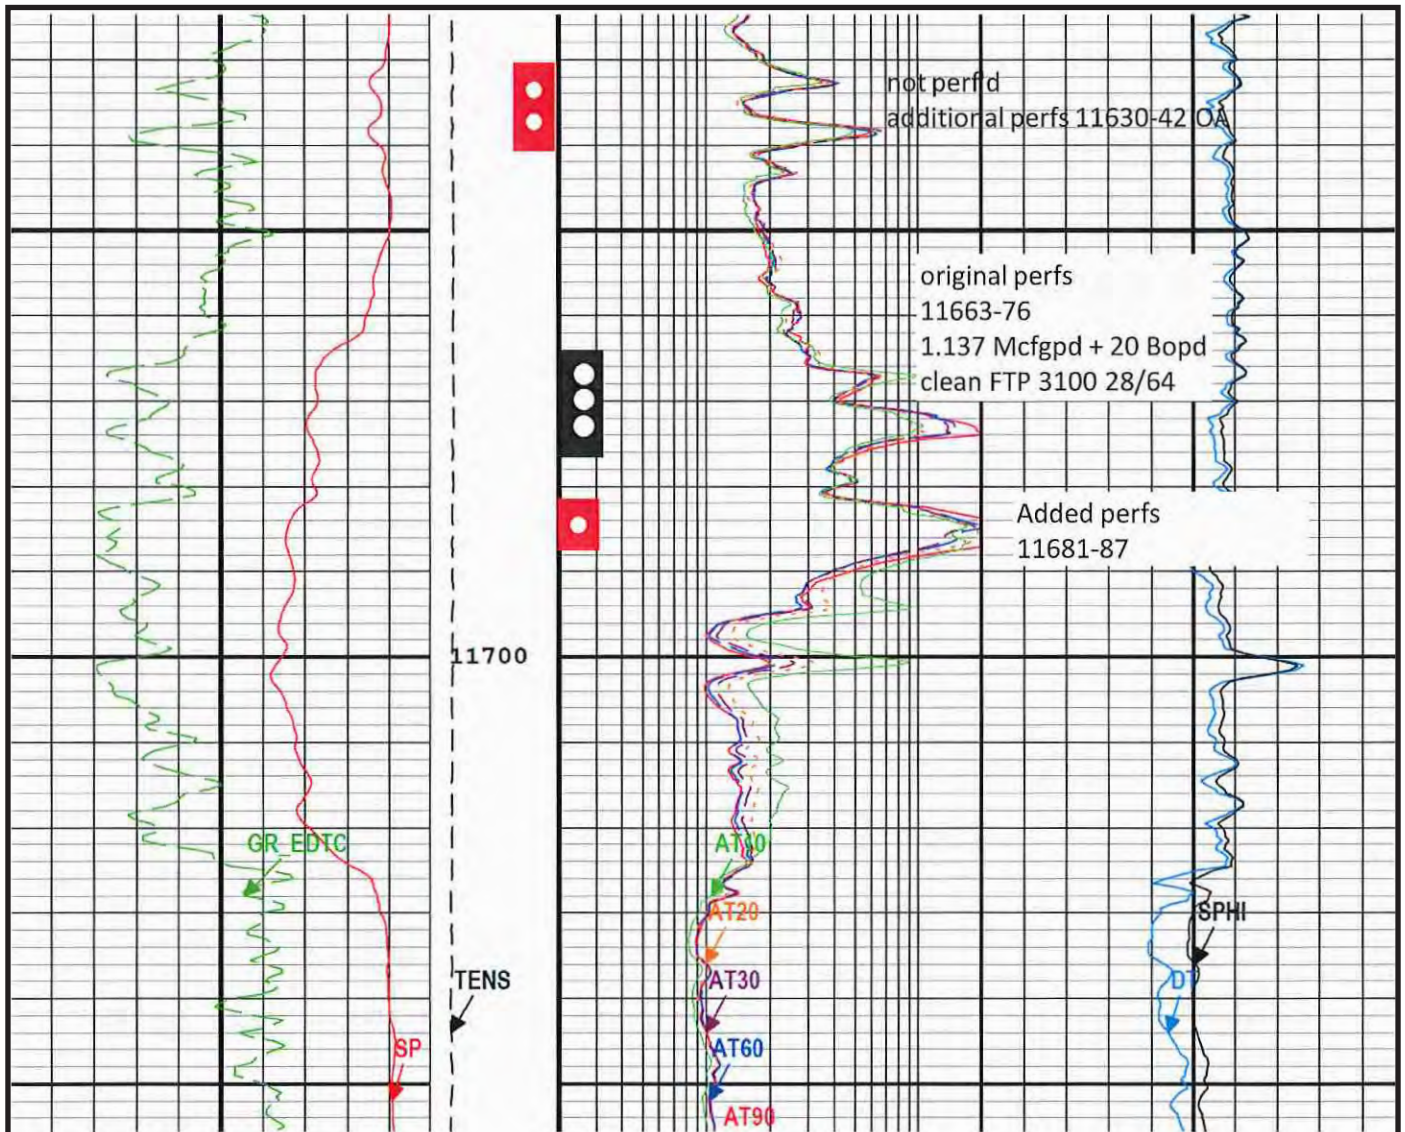 not perf'd
additional perfs 11630-42 OA
original perfs
11663-76
1.137 Mcfgpd + 20 Bopd
clean FTP 3100 28/64
Added perfs
11681-87
11700
GR_EDTC
AT10
AT20
SPHI
TENS
AT30
DT
SP
AT60
AT90